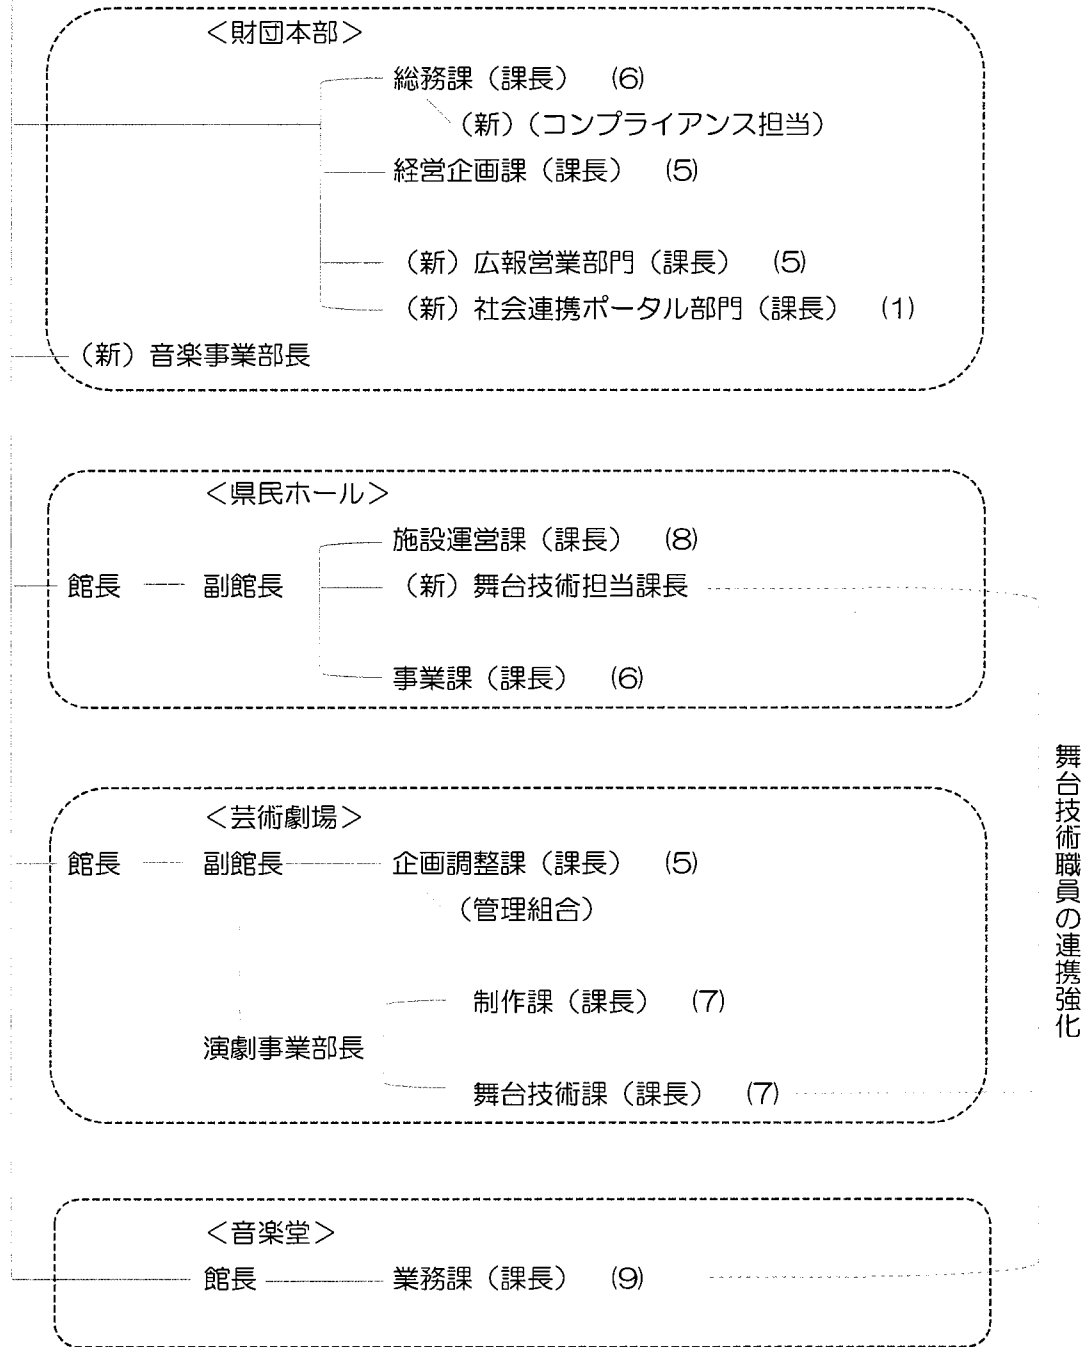 ＜財団本部＞
総務課（課長） (6)
（新）（コンプライアンス担当）
経営企画課（課長） (5)
（新）広報営業部門（課長） (5)
（新）社会連携ポータル部門（課長） (1)
（新）音楽事業部長
＜県民ホール＞
施設運営課（課長） (8)
館長 副館長 （新）舞台技術担当課長
事業課（課長） (6)
＜芸術劇場＞
館長 副館長 企画調整課（課長） (5)
（管理組合）
制作課（課長） (7)
演劇事業部長
舞台技術課（課長） (7)
＜音楽堂＞
館長 業務課（課長） (9)
舞台技術職員の連携強化